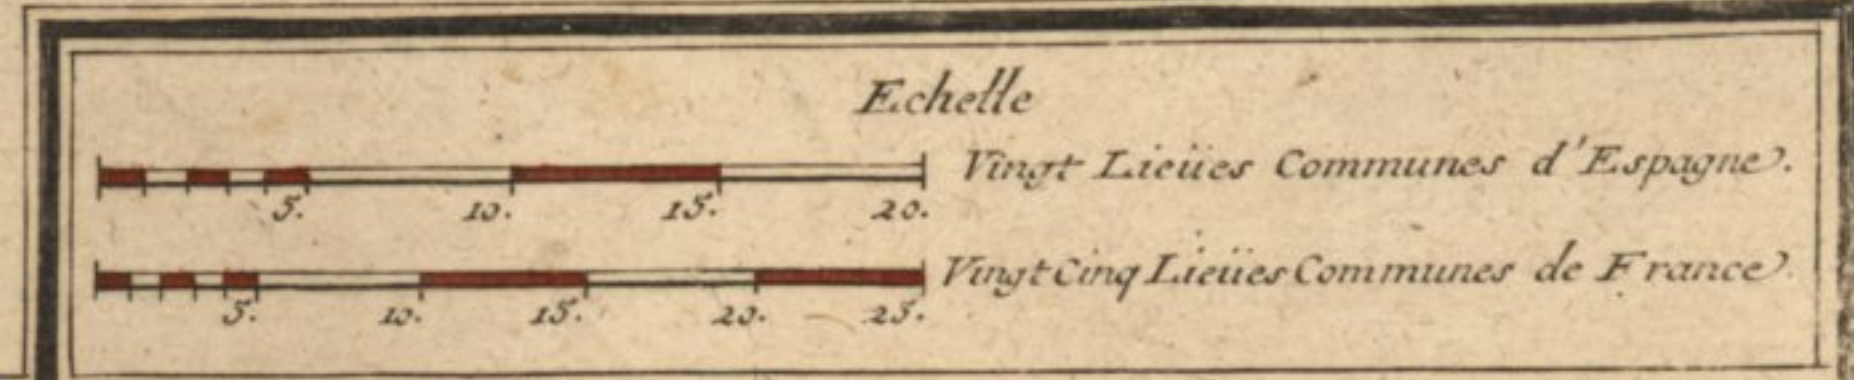 Echelle
Vingt Lieües Communes d'Espagne.
5. 10. 15. 20.
Vingt Cinq Lieües Communes de France.
5. 10. 15. 20. 25.